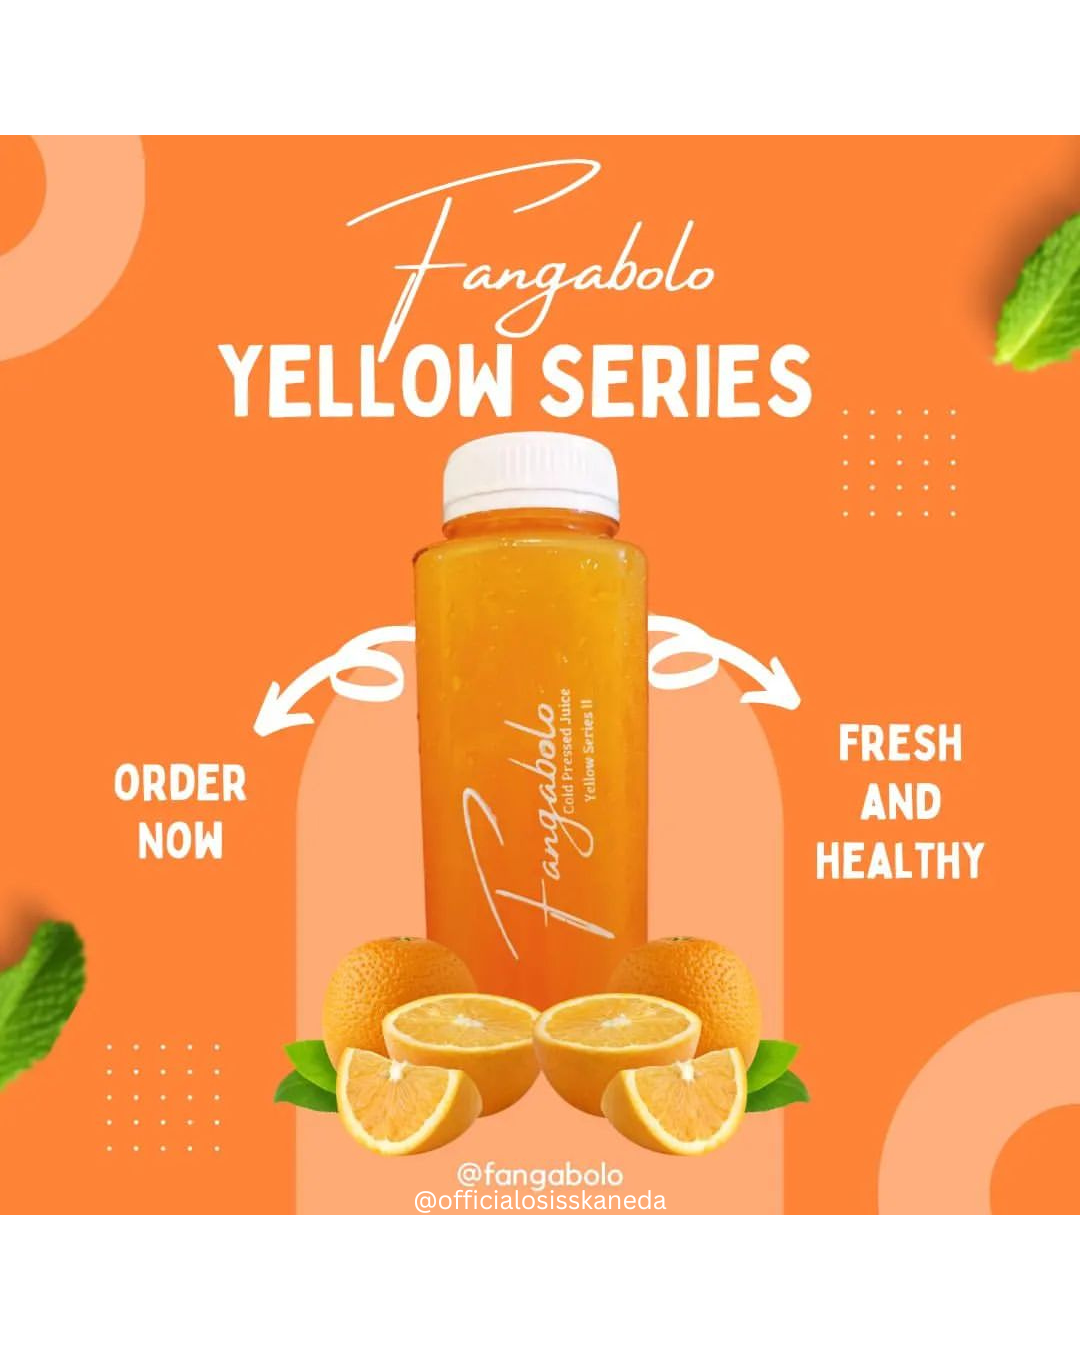 Fangabolo
YELLOW SERIES
Fangabolo
Cold Pressed Juice
Yellow Series II
ORDER
NOW
FRESH
AND
HEALTHY
@fangabolo
@officialosisskaneda